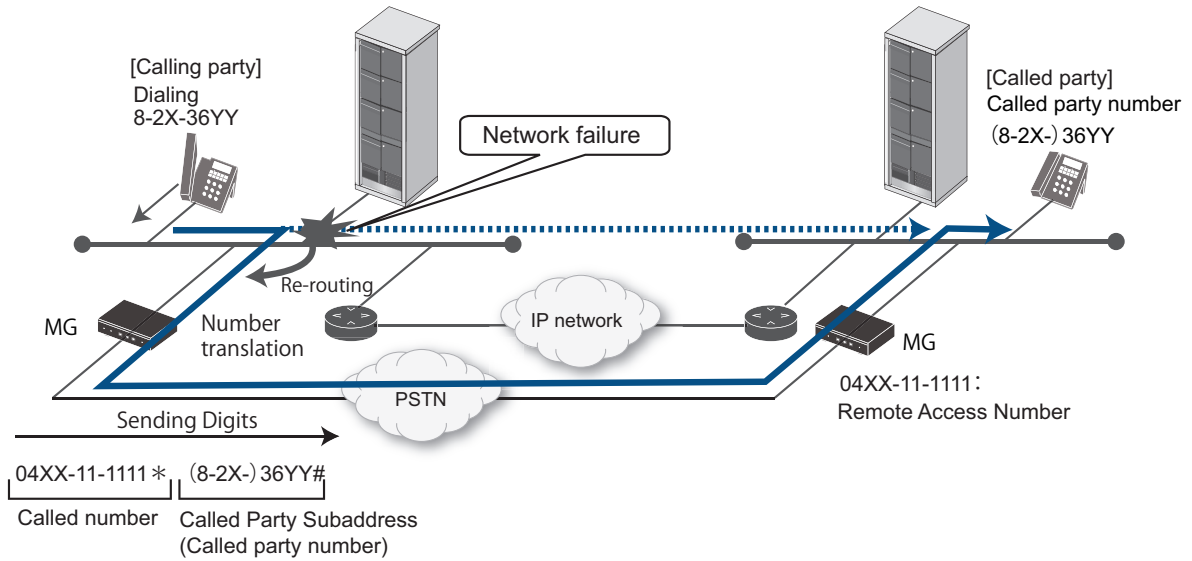 [Calling party]
Dialing
8-2X-36YY
Network failure
[Called party]
Called party number
(8-2X-) 36YY
Re-routing
MG
Number
translation
IP network
MG
PSTN
04XX-11-1111:
Remote Access Number
Sending Digits
04XX-11-1111＊ (8-2X-) 36YY#
Called number
Called Party Subaddress
(Called party number)